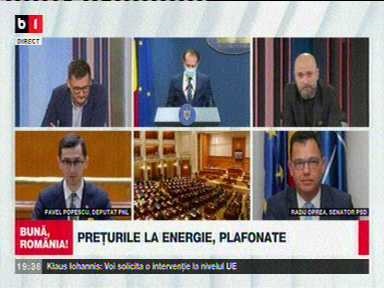 b1
DIRECT
PAVEL POPESCU, DEPUTAT PNL
RADU OPREA, SENATOR PSD
BUNĂ,
ROMÂNIA!
PREȚURILE LA ENERGIE, PLAFONATE
19:36 Klaus Iohannis: Voi solicita o intervenție la nivelul UE